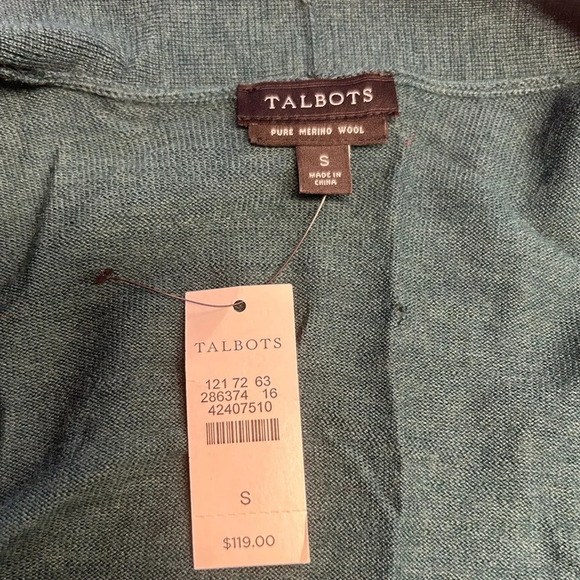 TALBOTS
PURE MERINO WOOL
S
MADE IN
CHINA
TALBOTS
121 72 63
286374 16
42407510
S
$119.00